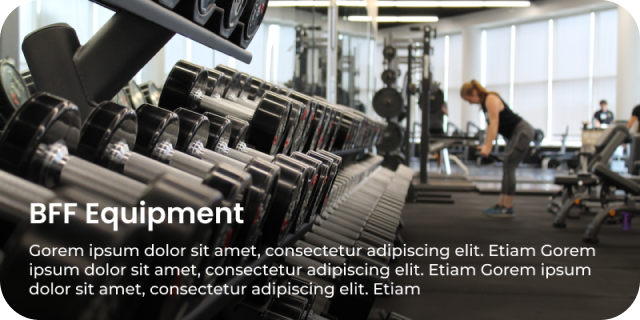 BFF Equipment
Gorem ipsum dolor sit amet, consectetur adipiscing elit. Etiam Gorem
ipsum dolor sit amet, consectetur adipiscing elit. Etiam Gorem ipsum
dolor sit amet, consectetur adipiscing elit. Etiam